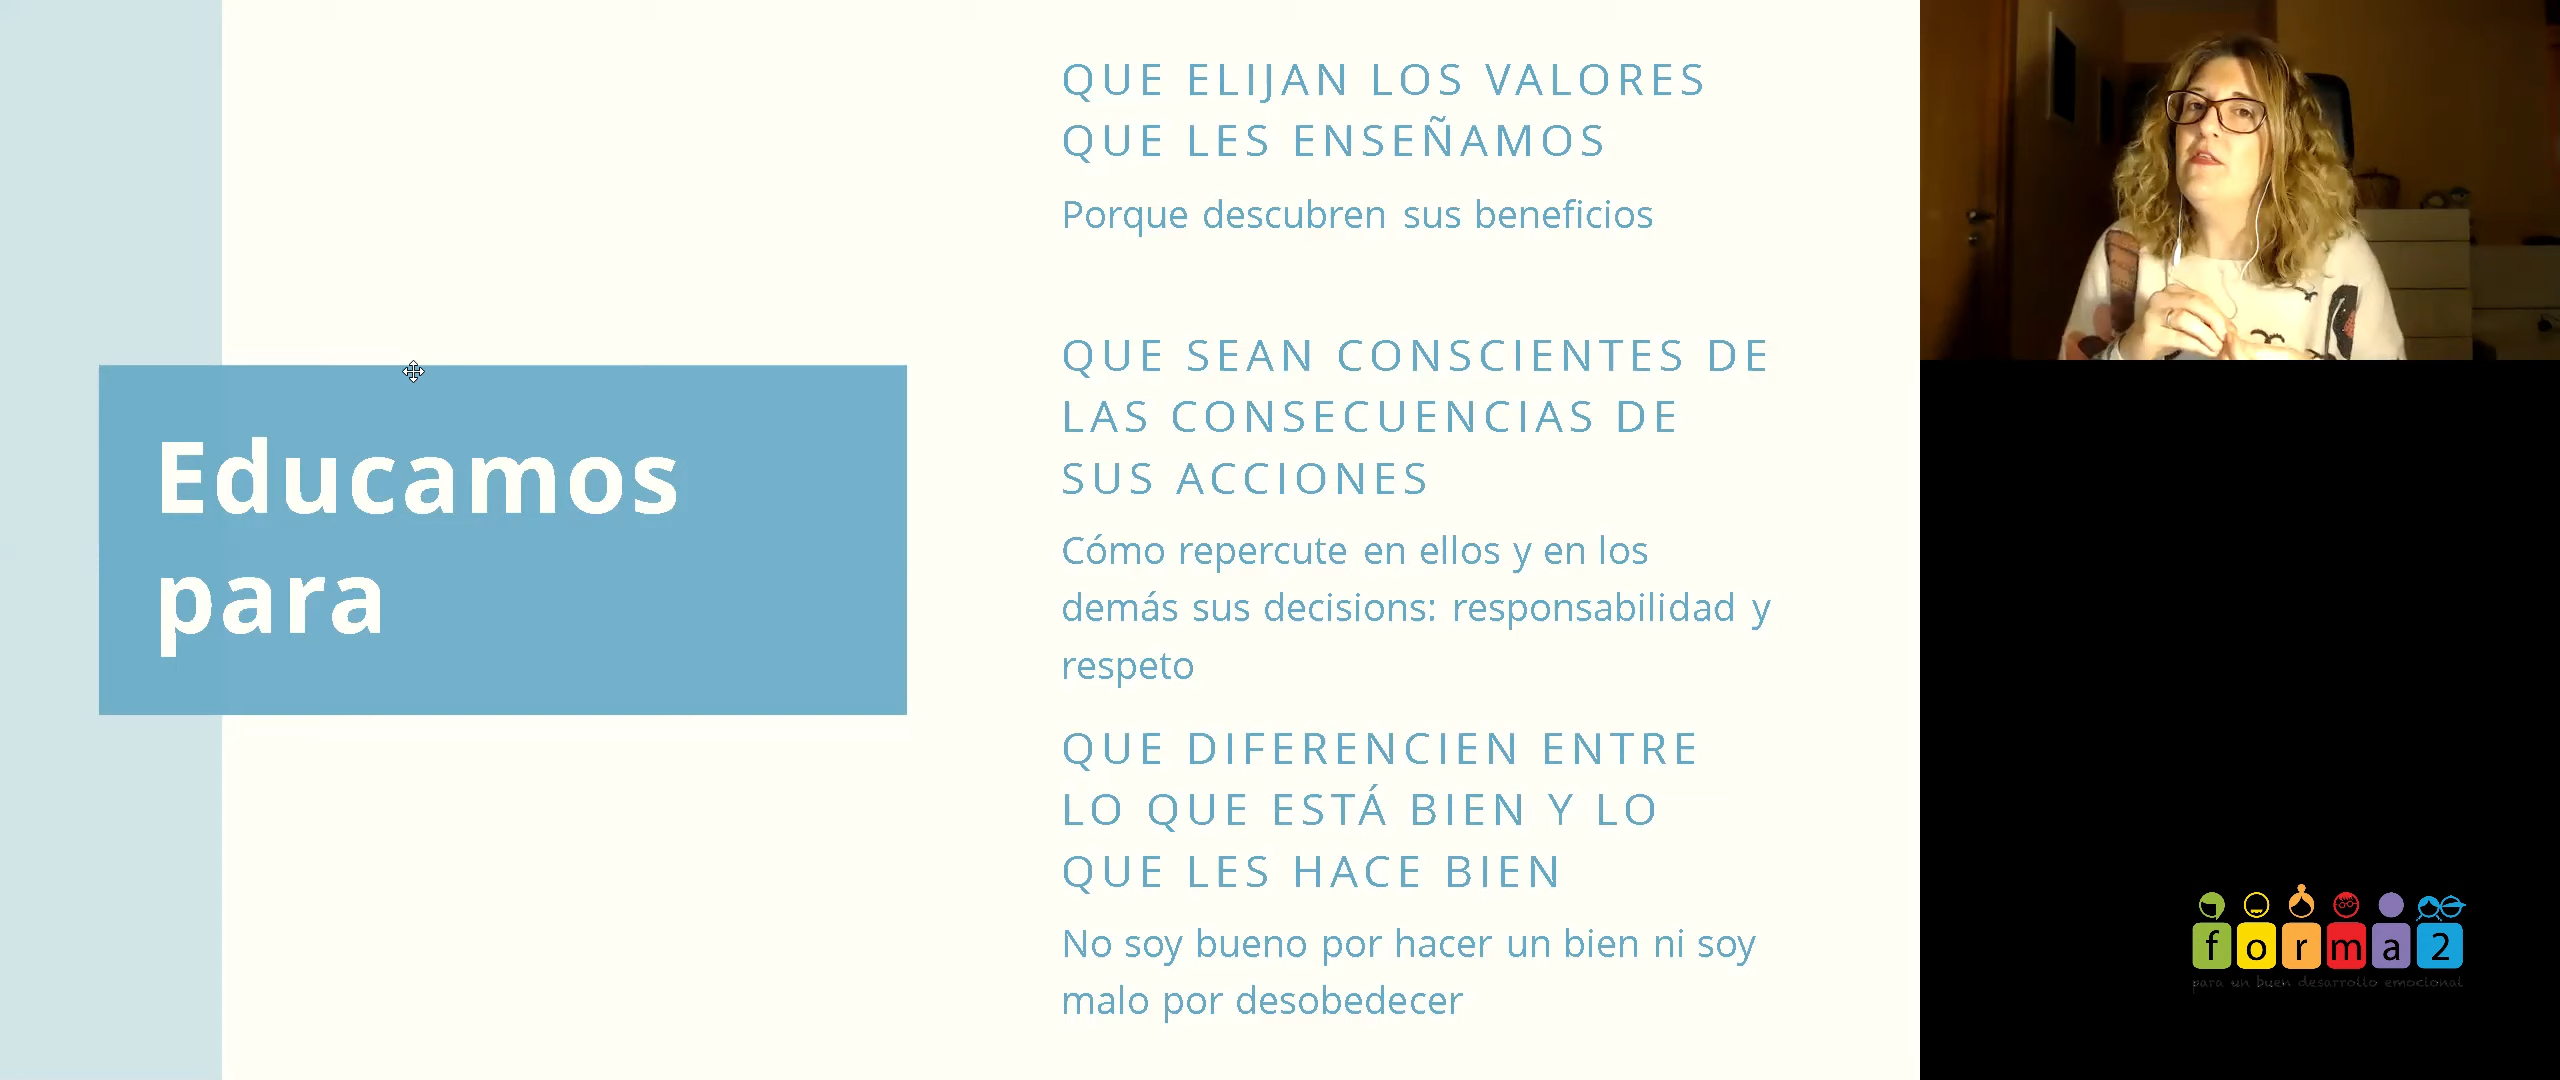 Educamos
para
QUE ELIJAN LOS VALORES
QUE LES ENSEÑAMOS
Porque descubren sus beneficios
QUE SEAN CONSCIENTES DE
LAS CONSECUENCIAS DE
SUS ACCIONES
Cómo repercute en ellos y en los
demás sus decisions: responsabilidad y
respeto
QUE DIFERENCIEN ENTRE
LO QUE ESTÁ BIEN Y LO
QUE LES HACE BIEN
No soy bueno por hacer un bien ni soy
malo por desobedecer
forma2
para un buen desarrollo emocional